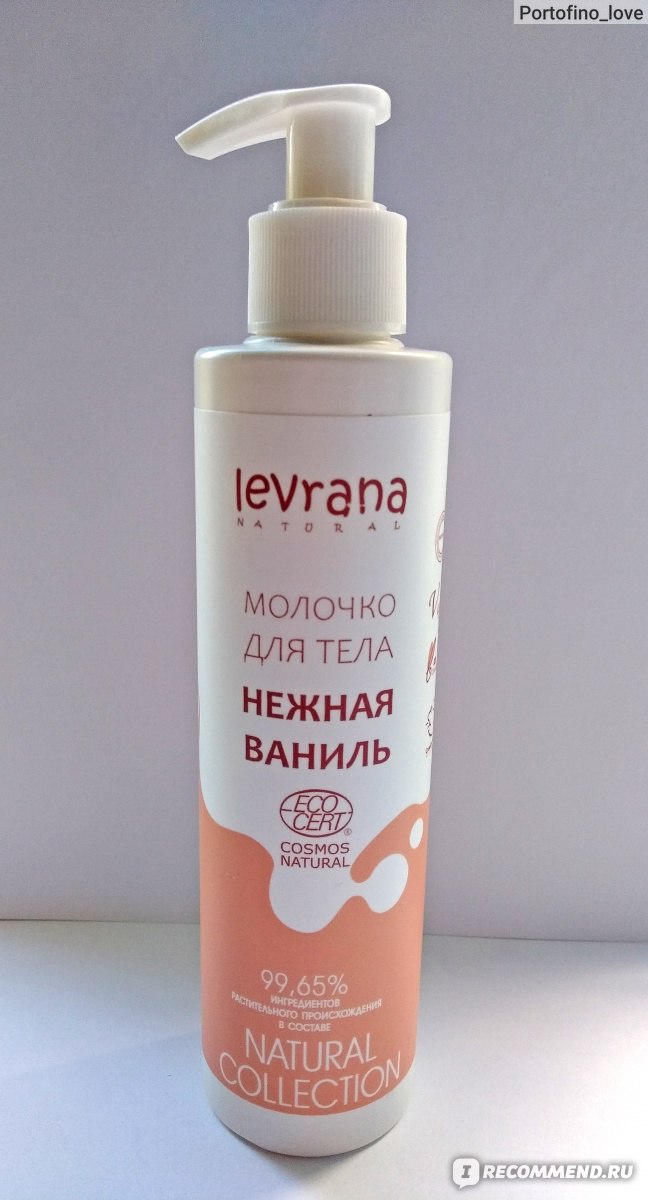 Portofino_love
levrana
NATURAL
МОЛОЧКО
ДЛЯ ТЕЛА
НЕЖНАЯ
ВАНИЛЬ
ECO
CERT®
COSMOS
NATURAL
99,65%
ИНГРЕДИЕНТОВ
РАСТИТЕЛЬНОГО ПРОИСХОЖДЕНИЯ
В СОСТАВЕ
NATURAL
COLLECTION
IRECOMMEND.RU